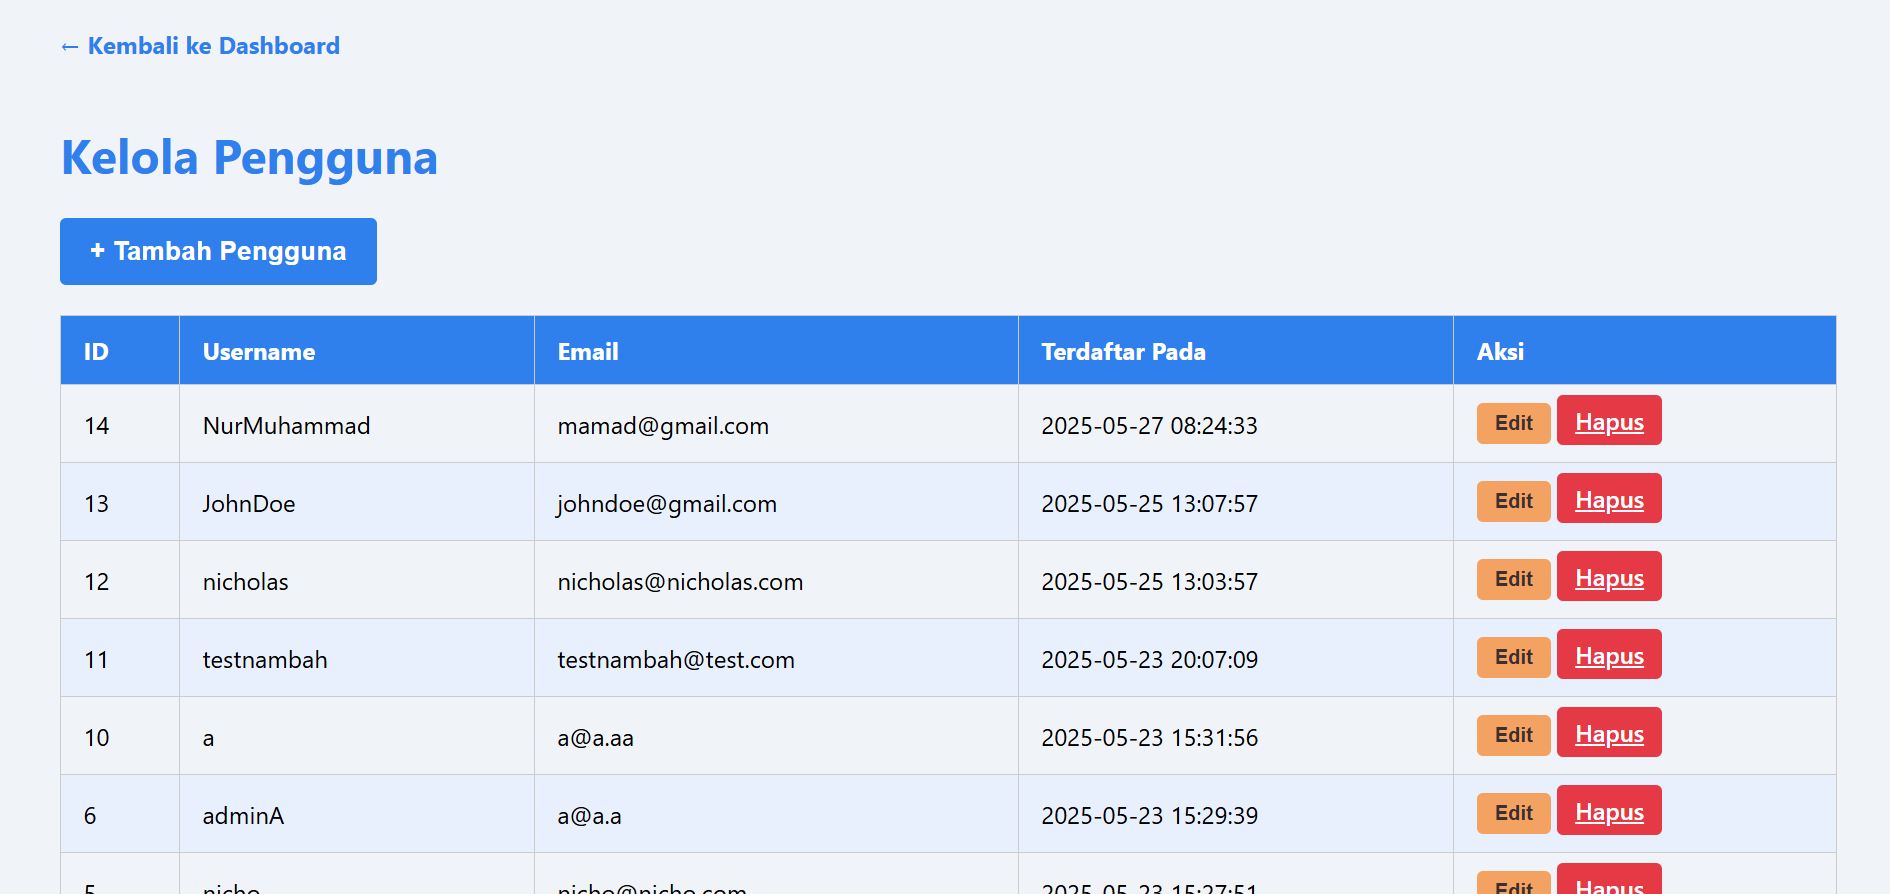 ← Kembali ke Dashboard
Kelola Pengguna
+ Tambah Pengguna
ID Username Email Terdaftar Pada Aksi
14 NurMuhammad mamad@gmail.com 2025-05-27 08:24:33 Edit Hapus
13 JohnDoe johndoe@gmail.com 2025-05-25 13:07:57 Edit Hapus
12 nicholas nicholas@nicholas.com 2025-05-25 13:03:57 Edit Hapus
11 testnambah testnambah@test.com 2025-05-23 20:07:09 Edit Hapus
10 a a@a.aa 2025-05-23 15:31:56 Edit Hapus
6 adminA a@a.a 2025-05-23 15:29:39 Edit Hapus
5 nicho nicho@nicho.com 2025-05-23 15:27:51 Edit Hapus